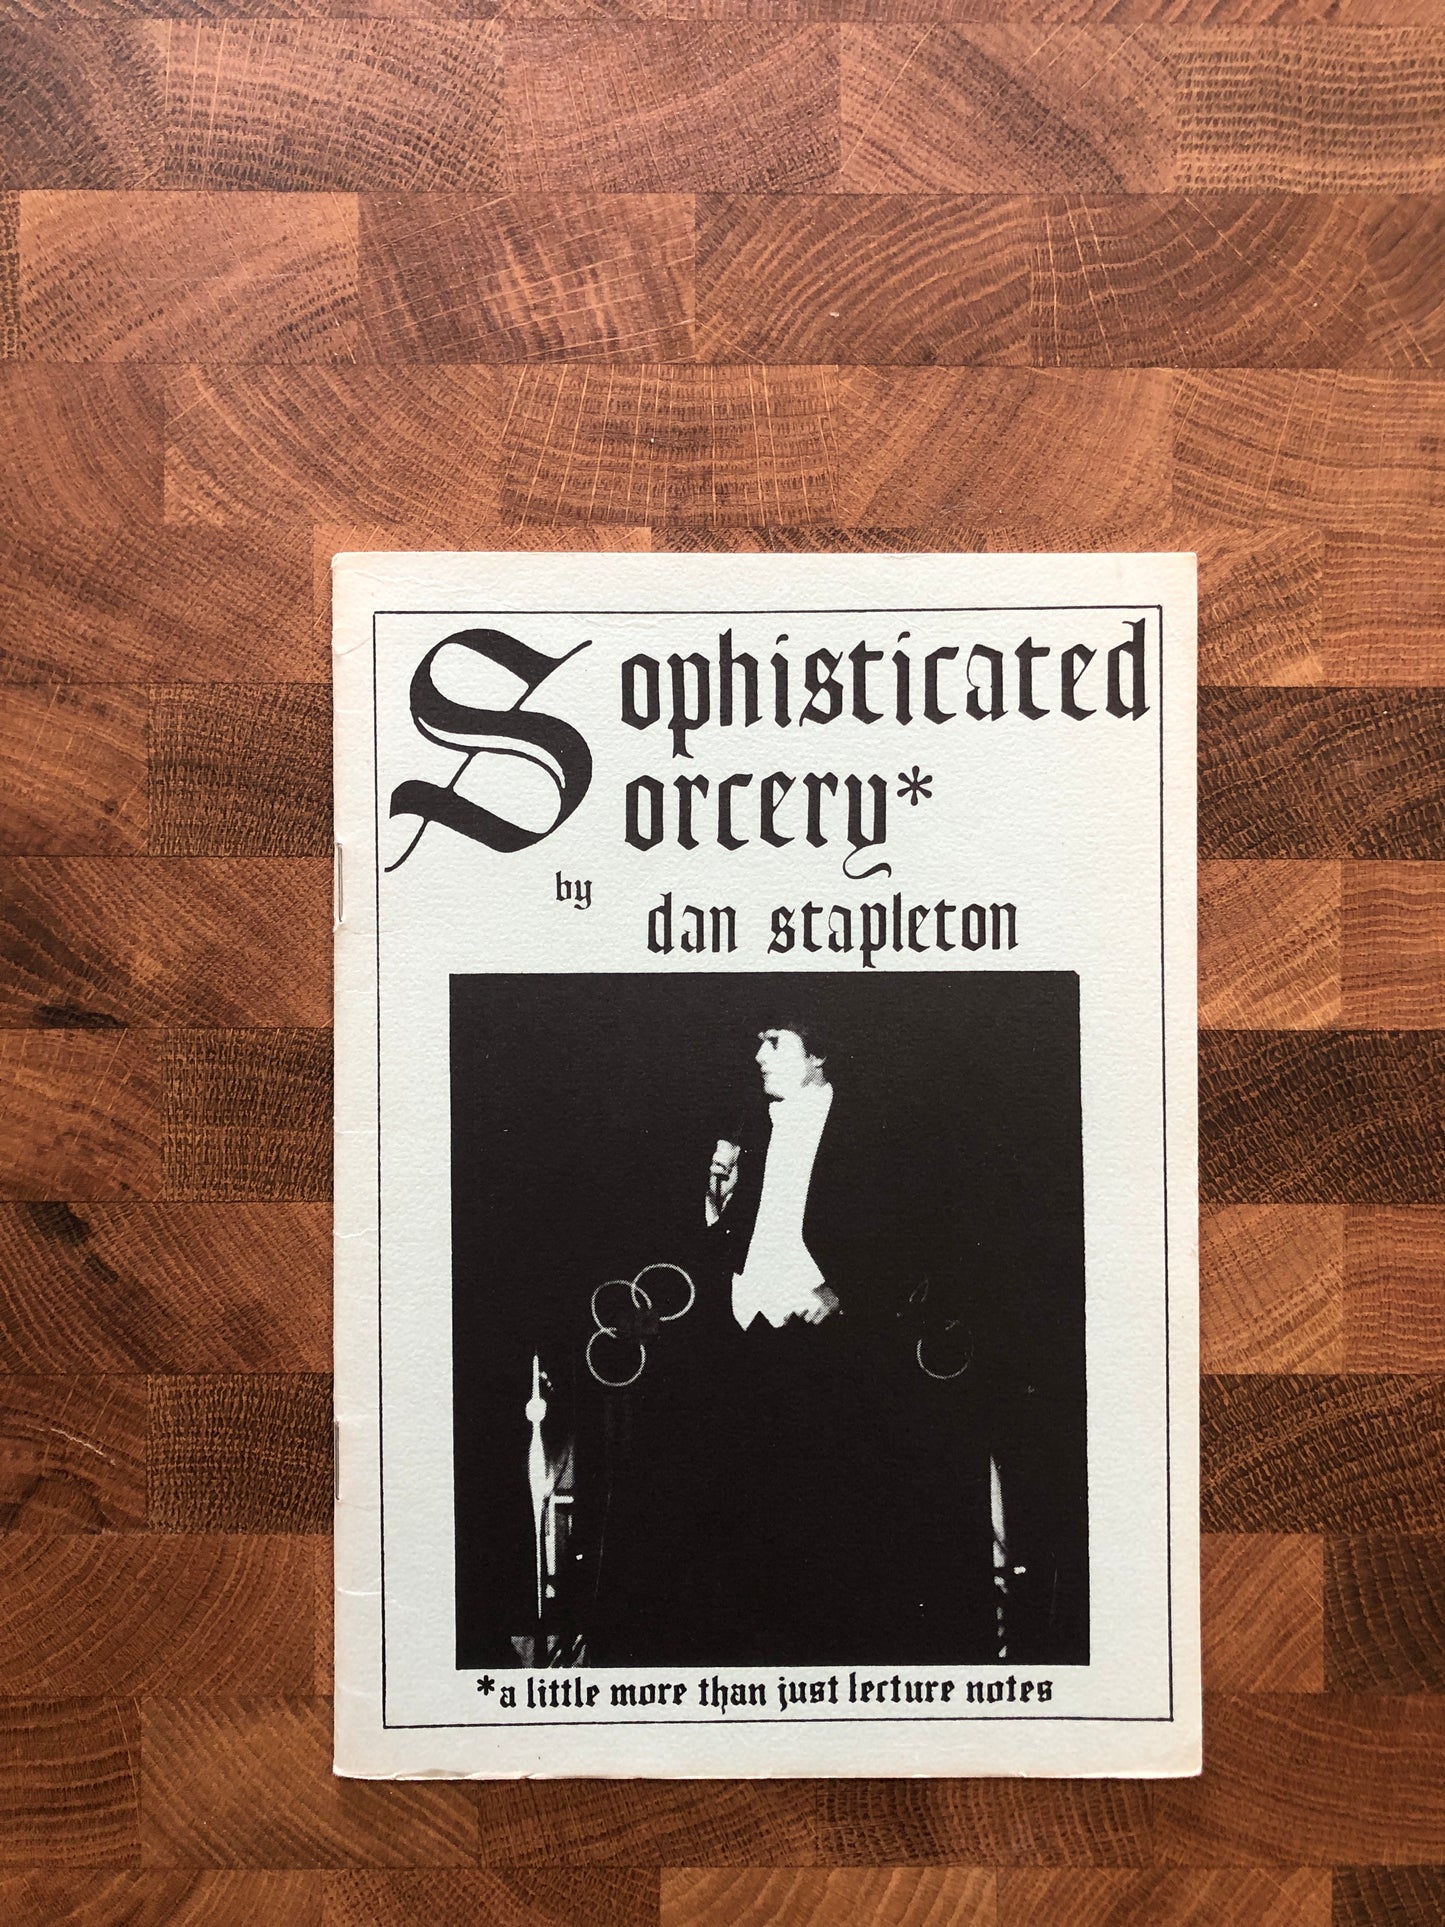 Sophisticated
Sorcery*
by dan stapleton
*a little more than just lecture notes